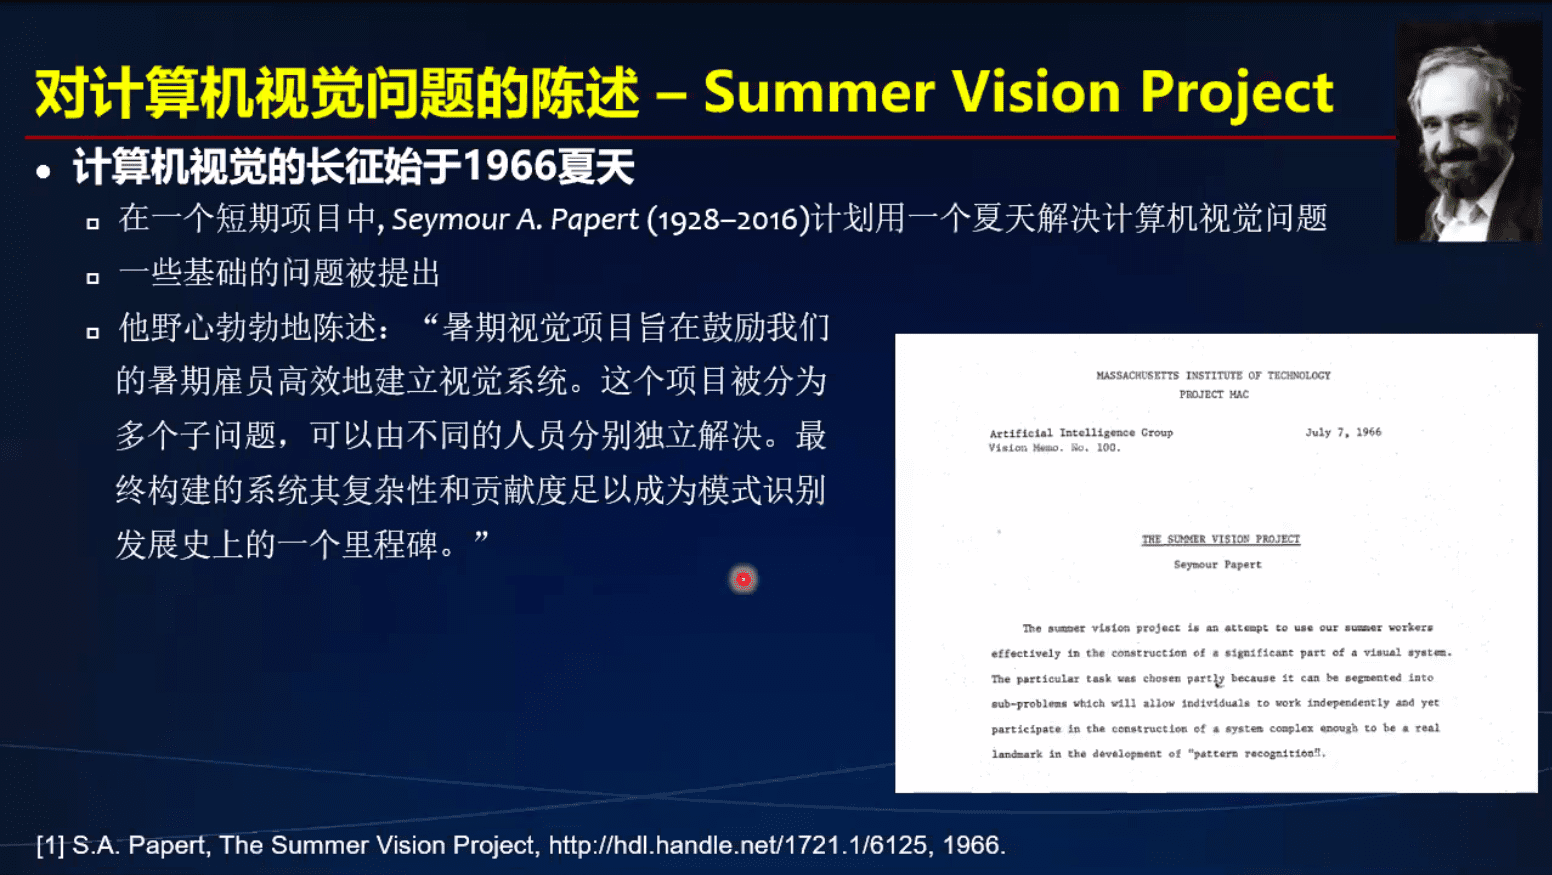 对计算机视觉问题的陈述 – Summer Vision Project
计算机视觉的长征始于1966夏天
在一个短期项目中, Seymour A. Papert (1928–2016)计划用一个夏天解决计算机视觉问题
一些基础的问题被提出
他野心勃勃地陈述：“暑期视觉项目旨在鼓励我们
的暑期雇员高效地建立视觉系统。这个项目被分为
多个子问题，可以由不同的人员分别独立解决。最
终构建的系统其复杂性和贡献度足以成为模式识别
发展史上的一个里程碑。”
MASSACHUSETTS INSTITUTE OF TECHNOLOGY
PROJECT MAC
Artificial Intelligence Group
July 7, 1966
Vision Memo. No. 100.
THE SUMMER VISION PROJECT
Seymour Papert
The summer vision project is an attempt to use our summer workers
effectively in the construction of a significant part of a visual system.
The particular task was chosen partly because it can be segmented into
sub-problems which will allow individuals to work independently and yet
participate in the construction of a system complex enough to be a real
landmark in the development of "pattern recognition".
[1] S.A. Papert, The Summer Vision Project, http://hdl.handle.net/1721.1/6125, 1966.